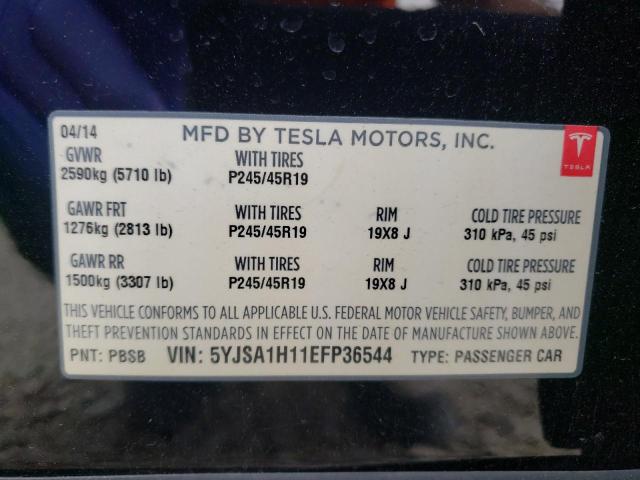 04/14 MFD BY TESLA MOTORS, INC.
TESLA
GVWR WITH TIRES
2590kg (5710 lb) P245/45R19
GAWR FRT WITH TIRES RIM COLD TIRE PRESSURE
1276kg (2813 lb) P245/45R19 19X8 J 310 kPa, 45 psi
GAWR RR WITH TIRES RIM COLD TIRE PRESSURE
1500kg (3307 lb) P245/45R19 19X8 J 310 kPa, 45 psi
THIS VEHICLE CONFORMS TO ALL APPLICABLE U.S. FEDERAL MOTOR VEHICLE SAFETY, BUMPER, AND
THEFT PREVENTION STANDARDS IN EFFECT ON THE DATE OF MANUFACTURE SHOWN ABOVE.
PNT: PBSB VIN: 5YJSA1H11EFP36544 TYPE: PASSENGER CAR